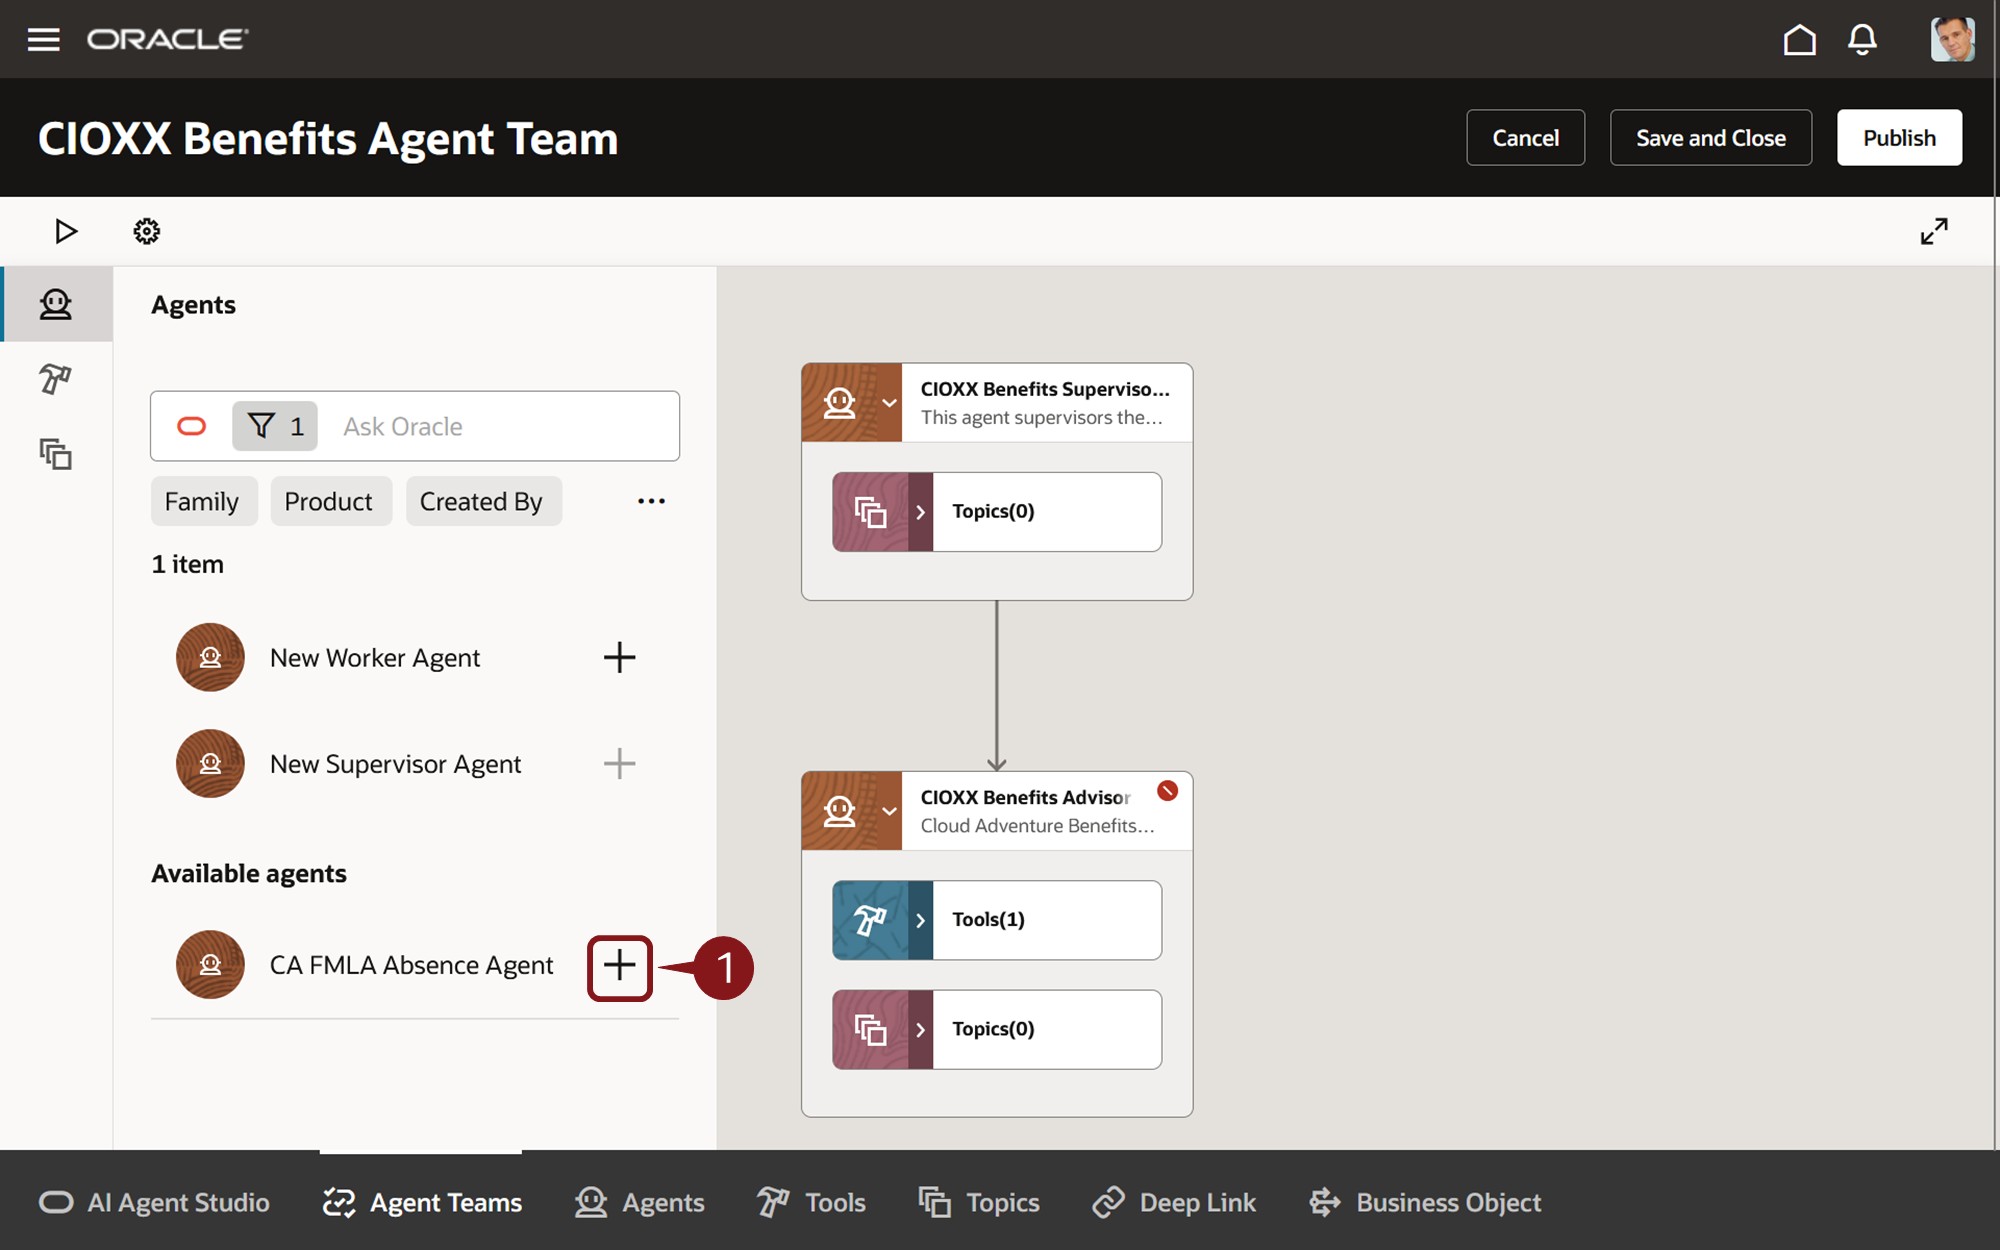 ORACLE
CIOXX Benefits Agent Team
Cancel
Save and Close
Publish
Agents
1
Ask Oracle
Family
Product
Created By
...
1 item
New Worker Agent
New Supervisor Agent
Available agents
CA FMLA Absence Agent
1
CIOXX Benefits Superviso...
This agent supervisors the...
Topics(0)
CIOXX Benefits Advisor
Cloud Adventure Benefits...
Tools(1)
Topics(0)
AI Agent Studio
Agent Teams
Agents
Tools
Topics
Deep Link
Business Object